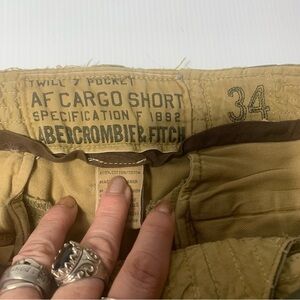 TWILL 7 POCKET
AF CARGO SHORT
SPECIFICATION F 1892
ABERCROMBIE & FITCH
34